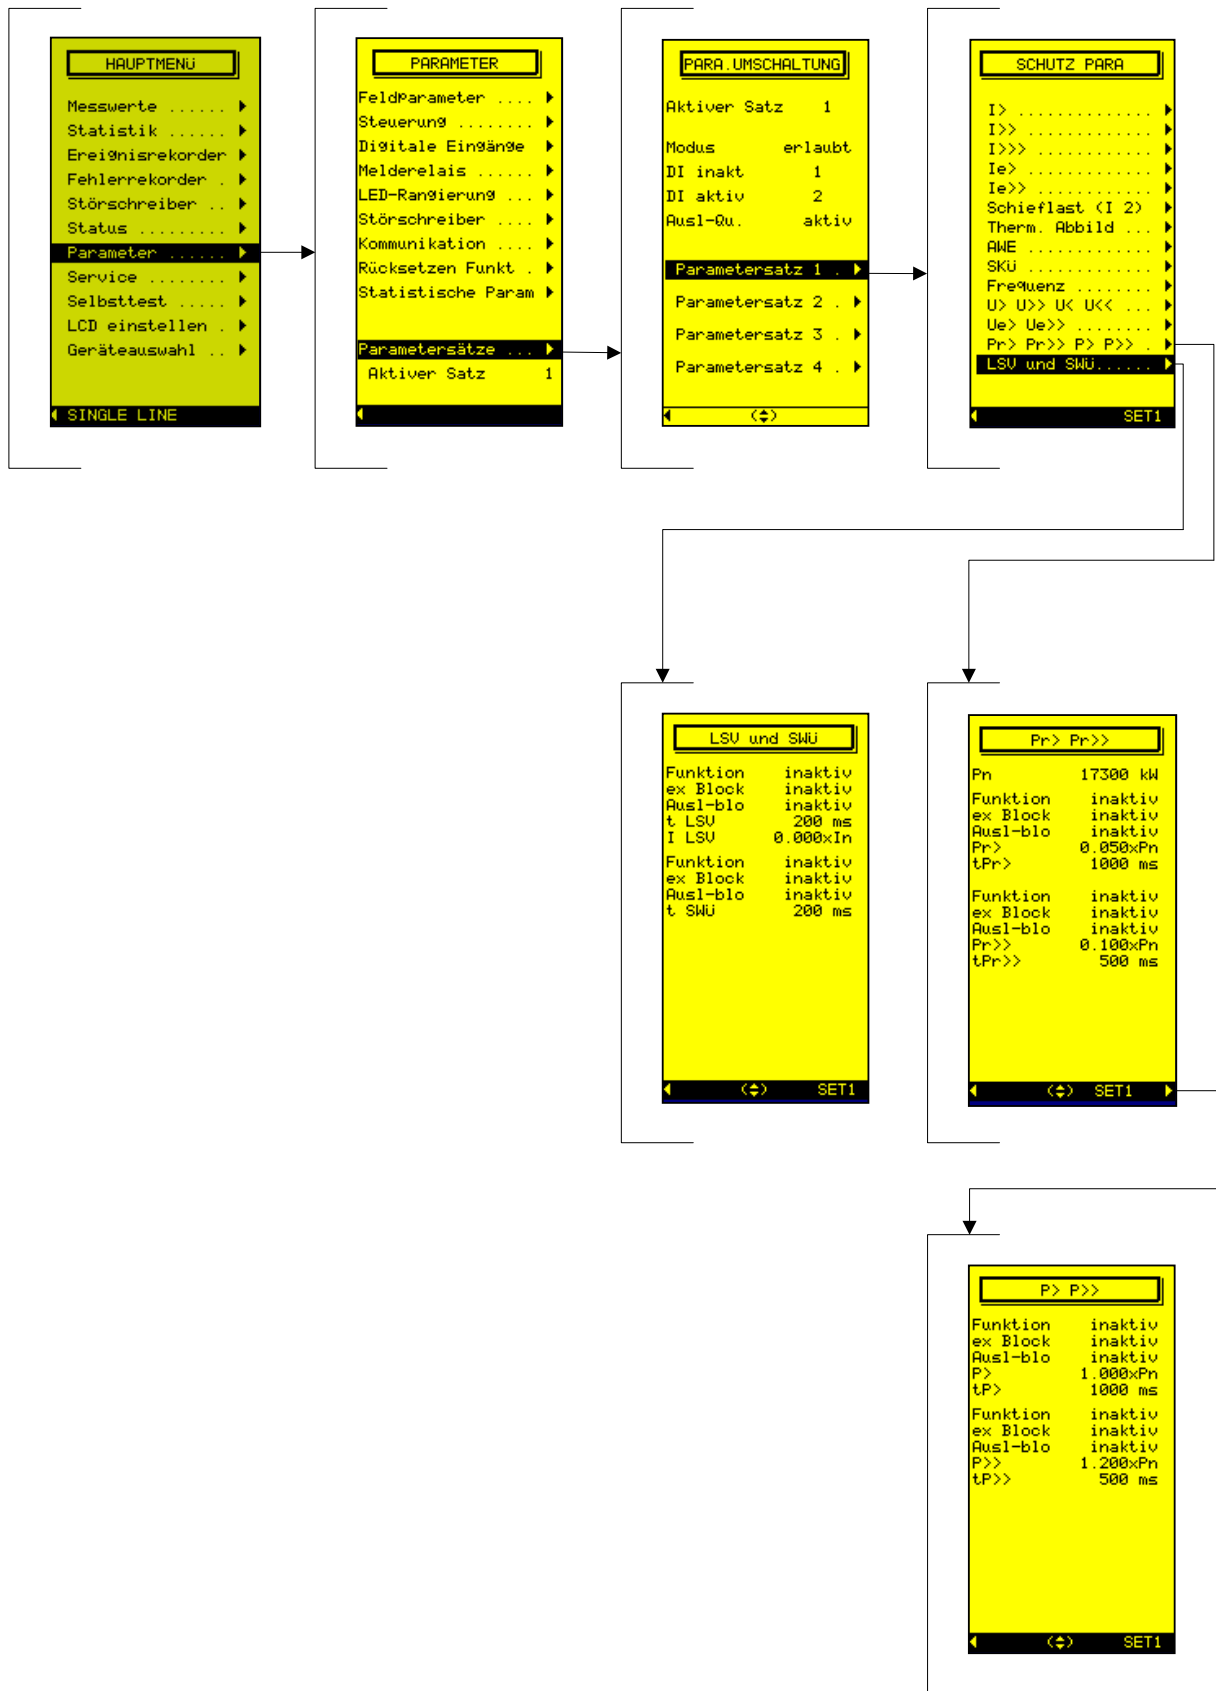 HAUPTMENü
Messwerte ......
Statistik ......
Ereignisrekorder
Fehlerrekorder .
Störschreiber ..
Status .........
Parameter ......
Service ........
Selbsttest .....
LCD einstellen .
Geräteauswahl ..
SINGLE LINE
PARAMETER
Feldparameter ....
Steuerung ........
Digitale Eingänge
Melderelais ......
LED-Rangierung ...
Störschreiber ....
Kommunikation ....
Rücksetzen Funkt .
Statistische Param
Parametersätze ...
Aktiver Satz 1
PARA.UMSCHALTUNG
Aktiver Satz 1
Modus erlaubt
DI inakt 1
DI aktiv 2
Ausl-Qu. aktiv
Parametersatz 1 .
Parametersatz 2 .
Parametersatz 3 .
Parametersatz 4 .
(♦)
SCHUTZ PARA
I> ..............
I>> .............
I>>> ............
Ie> .............
Ie>> ............
Schieflast (I 2)
Therm. Abbild ...
AWE .............
SKü .............
Frequenz ........
U> U>> U< U<< ...
Ue> Ue>> ........
Pr> Pr>> P> P>> .
LSV und SWü......
SET1
LSV und SWü
Funktion inaktiv
ex Block inaktiv
Ausl-blo inaktiv
t LSV 200 ms
I LSV 0.000xIn
Funktion inaktiv
ex Block inaktiv
Ausl-blo inaktiv
t SWü 200 ms
(♦) SET1
Pr> Pr>>
Pn 17300 kW
Funktion inaktiv
ex Block inaktiv
Ausl-blo inaktiv
Pr> 0.050xPn
tPr> 1000 ms
Funktion inaktiv
ex Block inaktiv
Ausl-blo inaktiv
Pr>> 0.100xPn
tPr>> 500 ms
(♦) SET1
P> P>>
Funktion inaktiv
ex Block inaktiv
Ausl-blo inaktiv
P> 1.000xPn
tP> 1000 ms
Funktion inaktiv
ex Block inaktiv
Ausl-blo inaktiv
P>> 1.200xPn
tP>> 500 ms
(♦) SET1